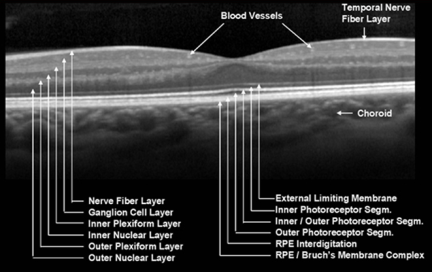 Temporal Nerve
Fiber Layer
Blood Vessels
Choroid
Nerve Fiber Layer
Ganglion Cell Layer
Inner Plexiform Layer
Inner Nuclear Layer
Outer Plexiform Layer
Outer Nuclear Layer
External Limiting Membrane
Inner Photoreceptor Segm.
Inner / Outer Photoreceptor Segm.
Outer Photoreceptor Segm.
RPE Interdigitation
RPE / Bruch's Membrane Complex